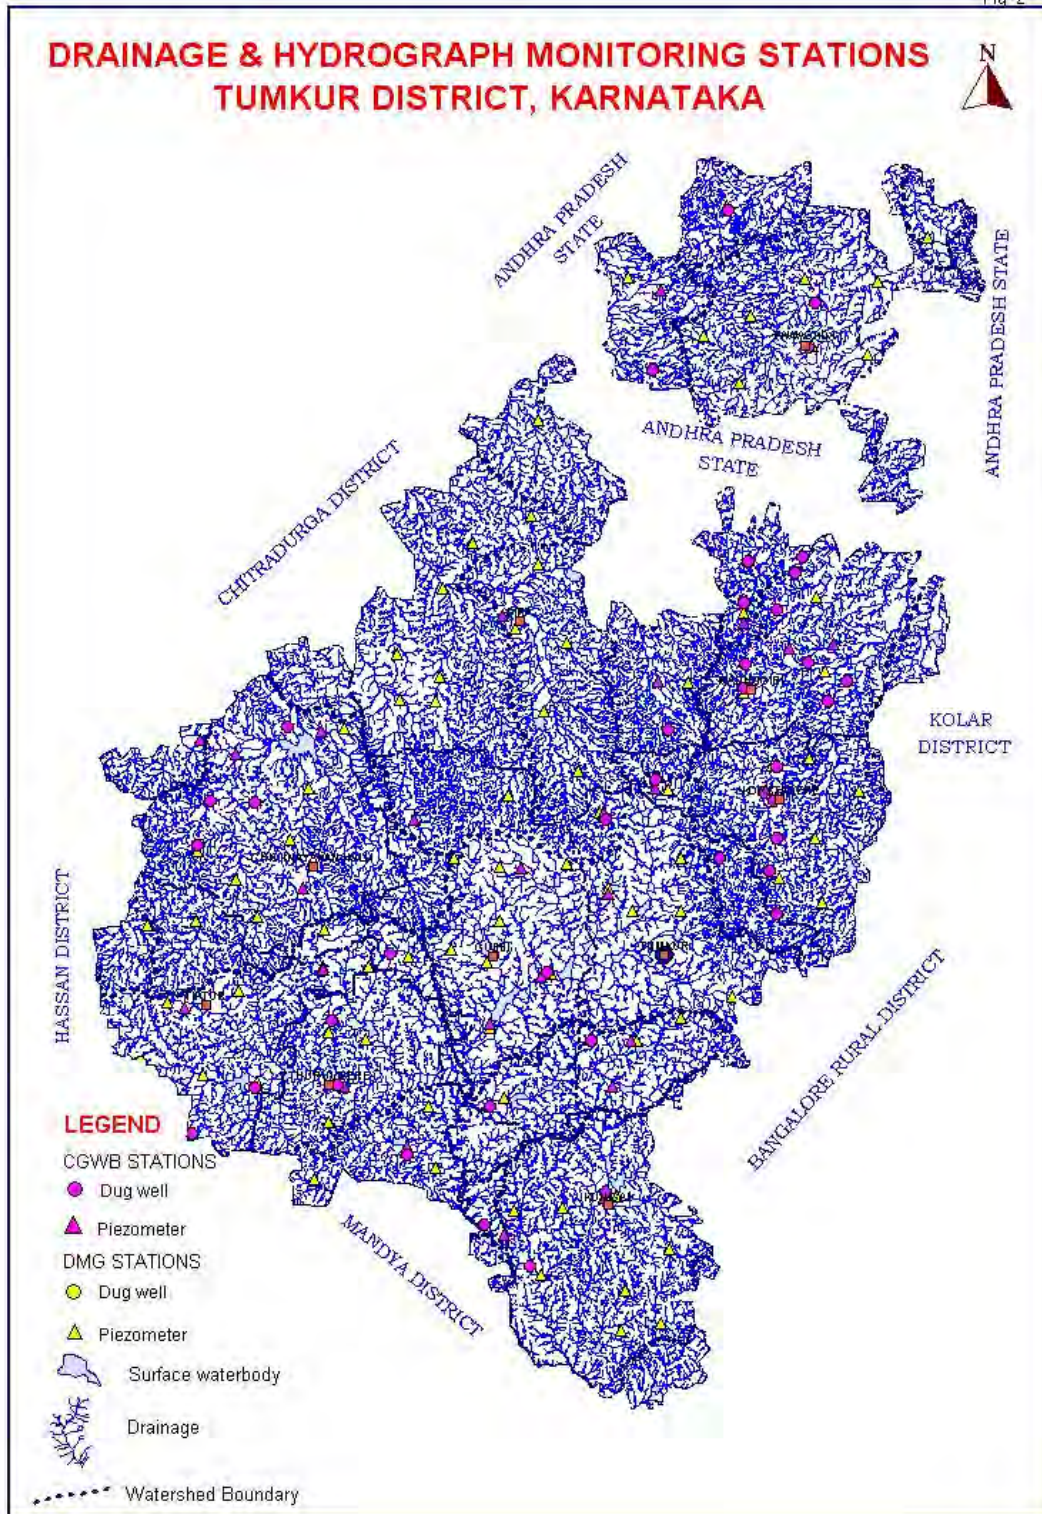 Fig-2
DRAINAGE & HYDROGRAPH MONITORING STATIONS
TUMKUR DISTRICT, KARNATAKA
N
ANDHRA PRADESH
STATE
ANDHRA PRADESH STATE
ANDHRA PRADESH
STATE
CHITRADURGA DISTRICT
KOLAR
DISTRICT
HASSAN DISTRICT
BANGALORE RURAL DISTRICT
MANDYA DISTRICT
LEGEND
CGWB STATIONS
Dug well
Piezometer
DMG STATIONS
Dug well
Piezometer
Surface waterbody
Drainage
Watershed Boundary